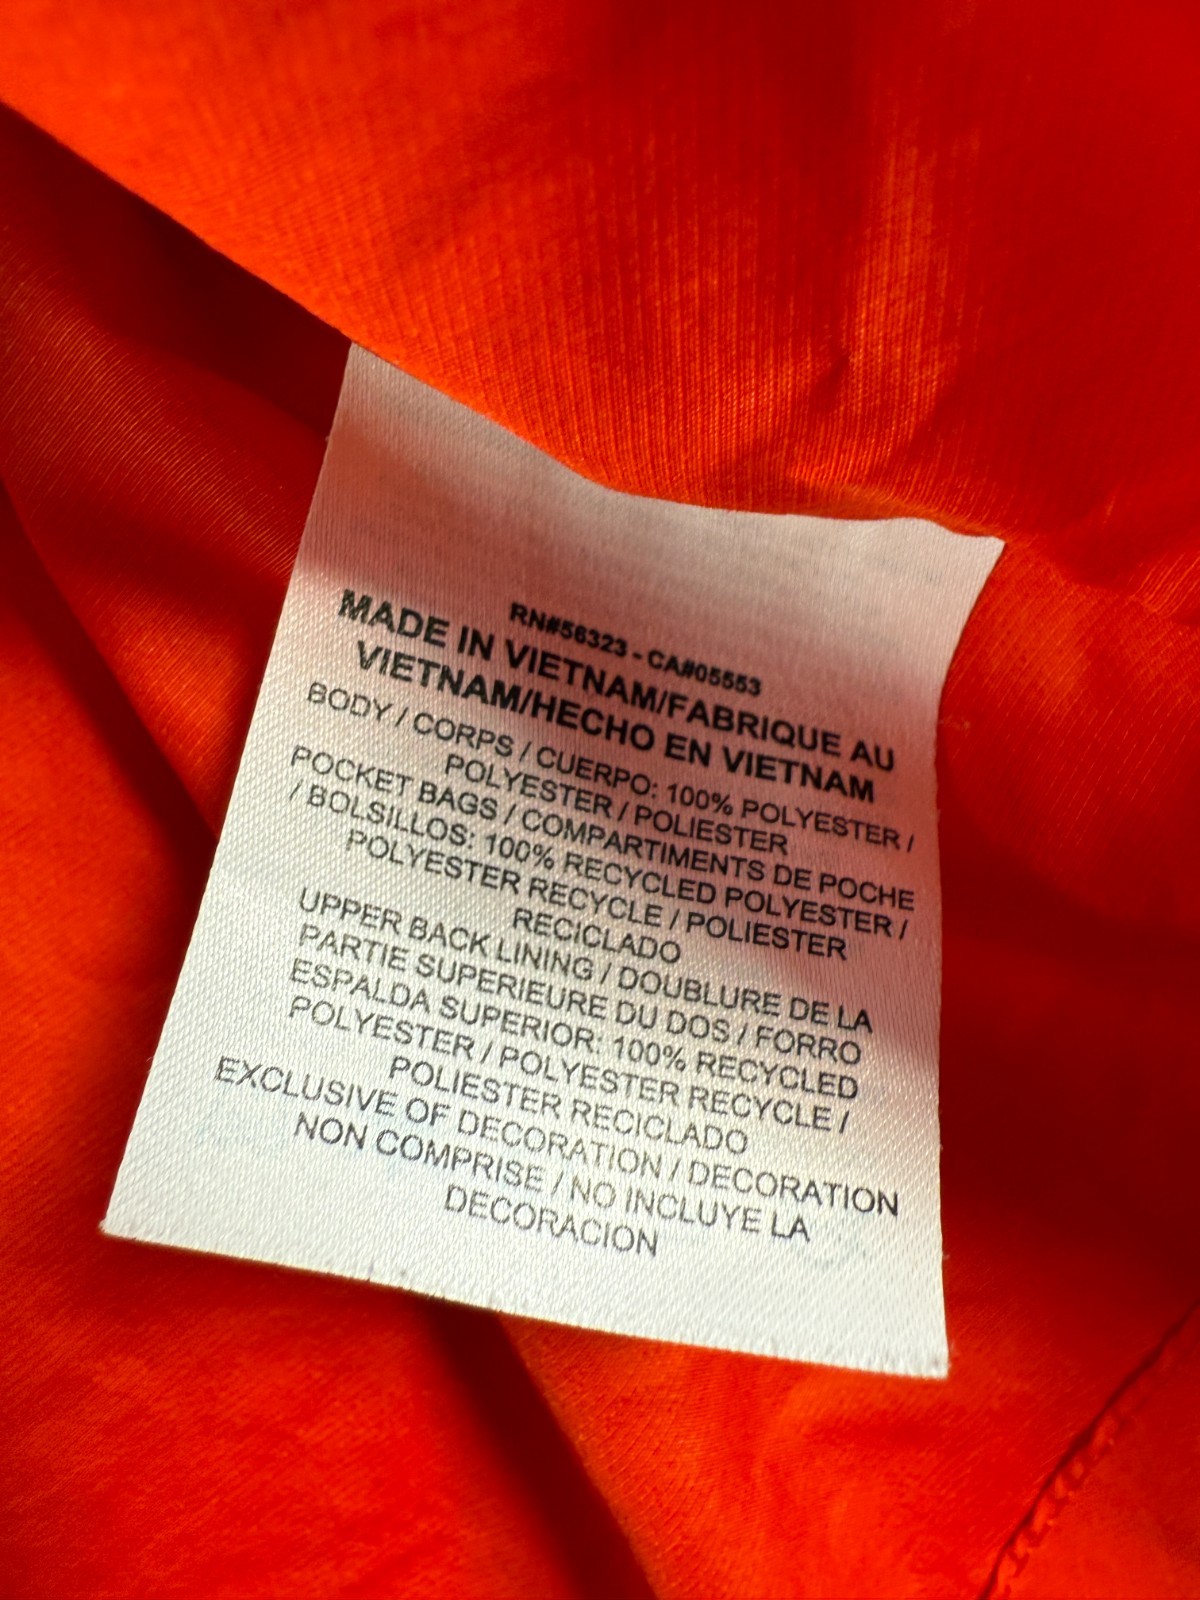 RN#56323 - CA#05553
MADE IN VIETNAM/FABRIQUE AU
VIETNAM/HECHO EN VIETNAM
BODY / CORPS / CUERPO: 100% POLYESTER /
POLYESTER / POLIESTER
POCKET BAGS / COMPARTIMENTS DE POCHE
/ BOLSILLOS: 100% RECYCLED POLYESTER /
POLYESTER RECYCLE / POLIESTER
RECICLADO
UPPER BACK LINING / DOUBLURE DE LA
PARTIE SUPERIEURE DU DOS / FORRO
ESPALDA SUPERIOR: 100% RECYCLED
POLYESTER / POLYESTER RECYCLE /
POLIESTER RECICLADO
EXCLUSIVE OF DECORATION / DECORATION
NON COMPRISE / NO INCLUYE LA
DECORACION